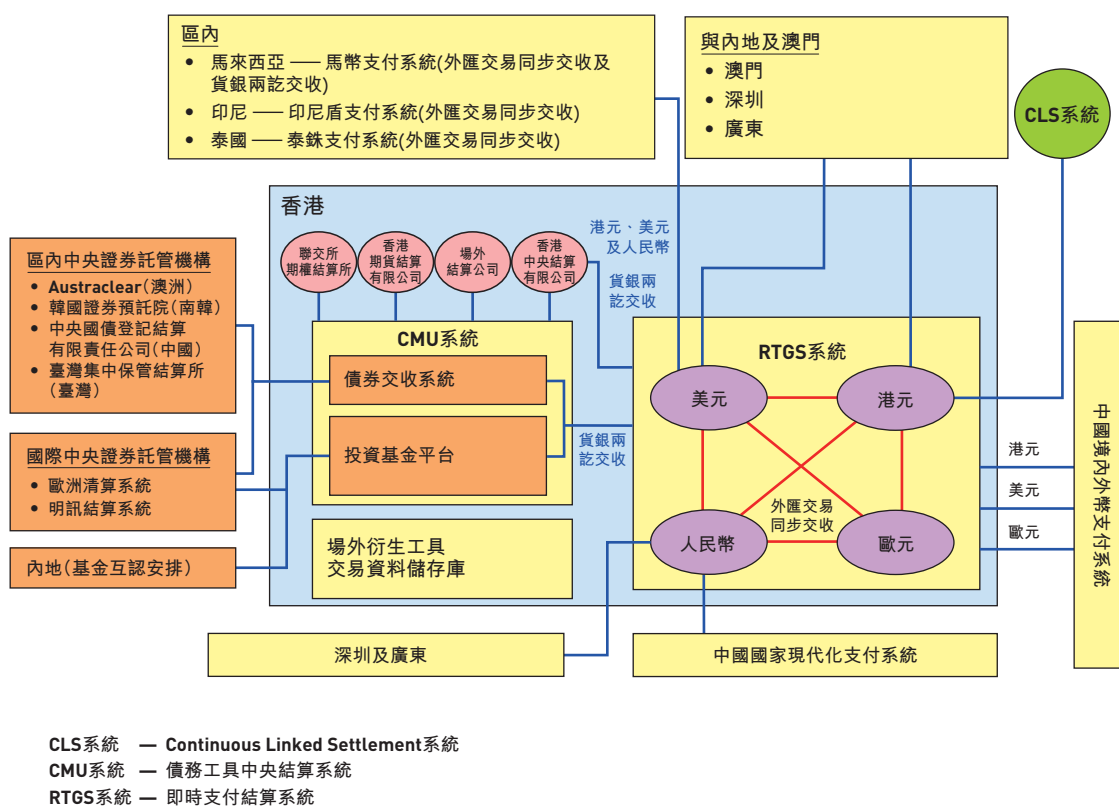 區內
• 馬來西亞 —— 馬幣支付系統(外匯交易同步交收及
貨銀兩訖交收)
• 印尼 —— 印尼盾支付系統(外匯交易同步交收)
• 泰國 —— 泰銖支付系統(外匯交易同步交收)
與內地及澳門
• 澳門
• 深圳
• 廣東
CLS系統
香港
聯交所
期權結算所
香港
期貨結算
有限公司
場外
結算公司
香港
中央結算
有限公司
港元、美元
及人民幣
貨銀兩
訖交收
區內中央證券託管機構
• Austraclear(澳洲)
• 韓國證券預託院(南韓)
• 中央國債登記結算
有限責任公司(中國)
• 臺灣集中保管結算所
(臺灣)
國際中央證券託管機構
• 歐洲清算系統
• 明訊結算系統
內地(基金互認安排)
CMU系統
債券交收系統
投資基金平台
貨銀兩
訖交收
場外衍生工具
交易資料儲存庫
RTGS系統
美元
港元
外匯交易
同步交收
人民幣
歐元
港元
美元
歐元
中國境內外幣支付系統
深圳及廣東
中國國家現代化支付系統
CLS系統 — Continuous Linked Settlement系統
CMU系統 — 債務工具中央結算系統
RTGS系統 — 即時支付結算系統